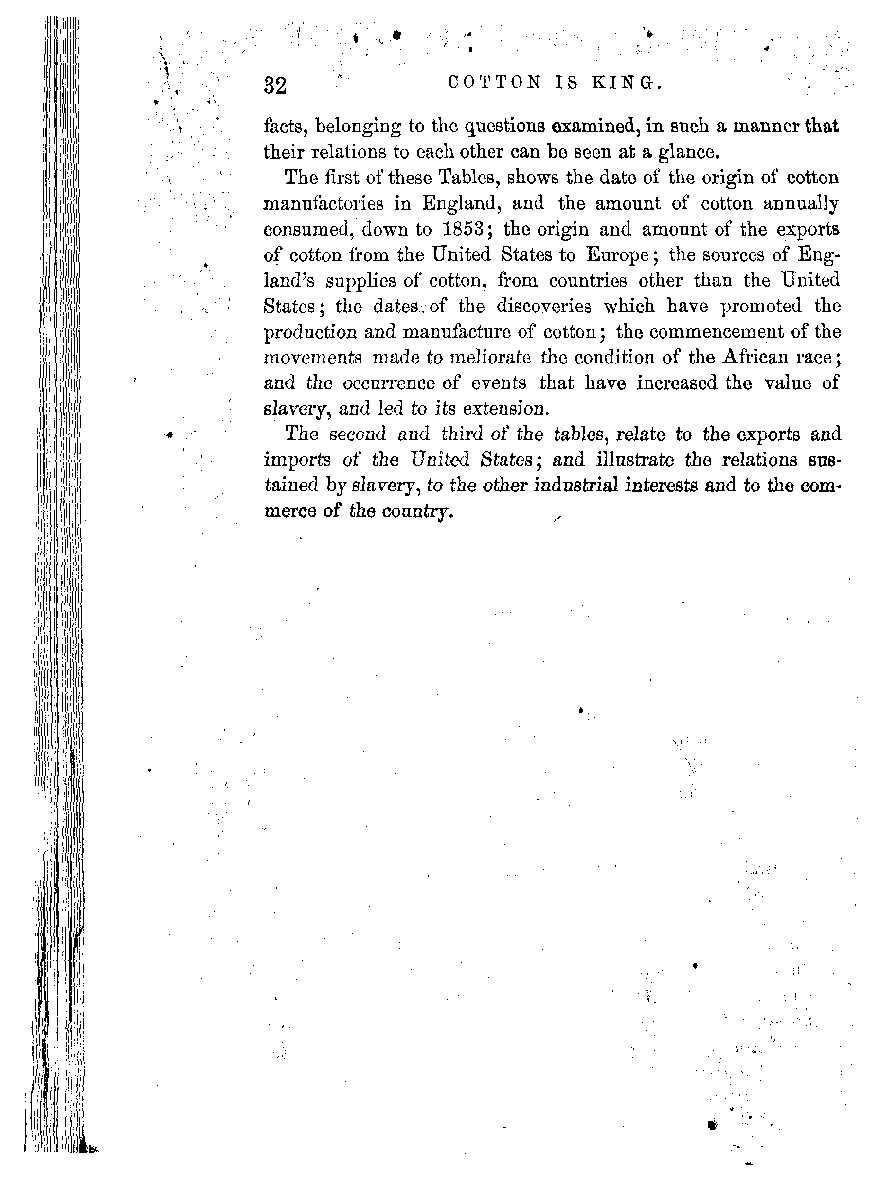 32 COTTON IS KING.
facts, belonging to the questions examined, in such a manner that
their relations to each other can be seen at a glance.
The first of these Tables, shows the date of the origin of cotton
manufactories in England, and the amount of cotton annually
consumed, down to 1853; the origin and amount of the exports
of cotton from the United States to Europe; the sources of Eng-
land's supplies of cotton, from countries other than the United
States; the dates of the discoveries which have promoted the
production and manufacture of cotton; the commencement of the
movements made to meliorate the condition of the African race;
and the occurrence of events that have increased the value of
slavery, and led to its extension.
The second and third of the tables, relate to the exports and
imports of the United States; and illustrate the relations sus-
tained by slavery, to the other industrial interests and to the com-
merce of the country.